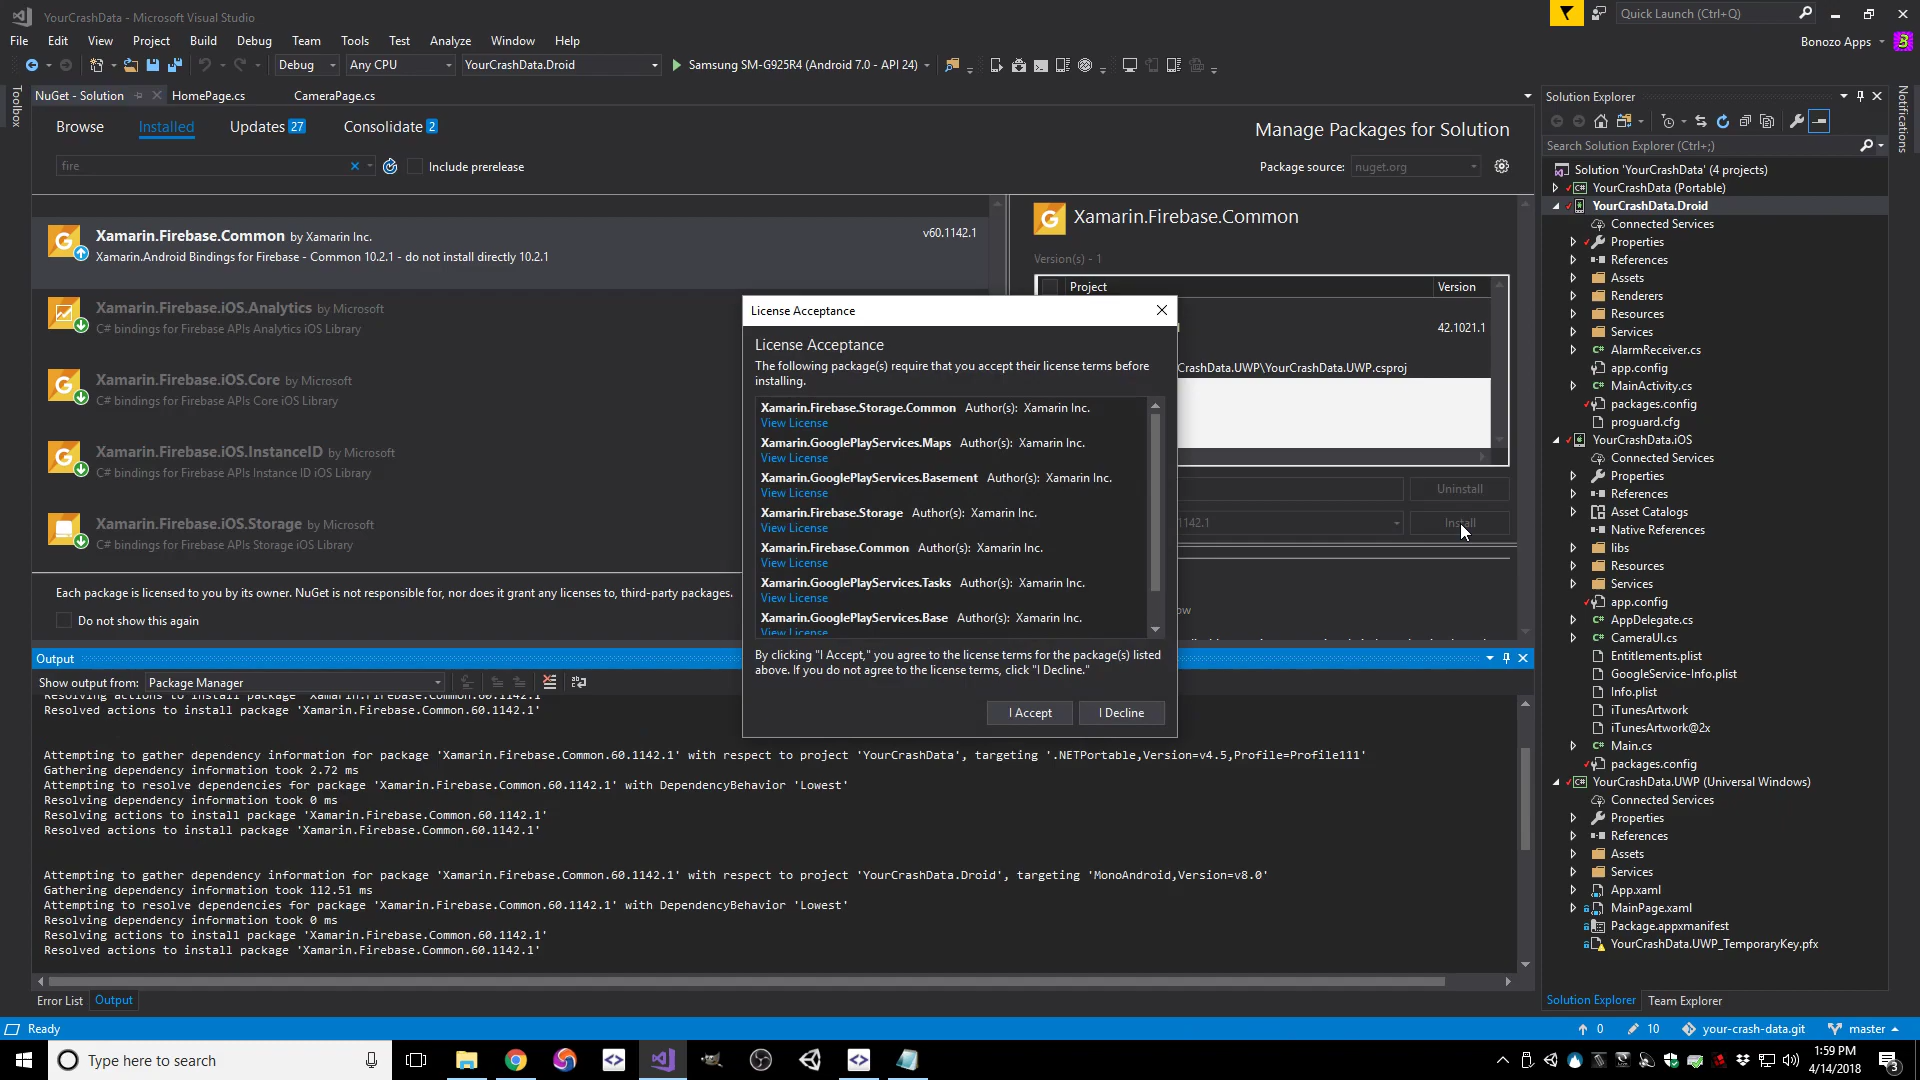 YourCrashData - Microsoft Visual Studio
Quick Launch (Ctrl+Q)
File Edit View Project Build Debug Team Tools Test Analyze Window Help
Bonozo Apps
Debug Any CPU YourCrashData.Droid Samsung SM-G925R4 (Android 7.0 - API 24)
Toolbox
NuGet - Solution HomePage.cs CameraPage.cs
Browse Installed Updates 27 Consolidate 2
Manage Packages for Solution
fire
Include prerelease
Package source: nuget.org
Xamarin.Firebase.Common by Xamarin Inc. v60.1142.1
Xamarin.Android Bindings for Firebase - Common 10.2.1 - do not install directly 10.2.1
Xamarin.Firebase.iOS.Analytics by Microsoft
C# bindings for Firebase APIs Analytics iOS Library
Xamarin.Firebase.iOS.Core by Microsoft
C# bindings for Firebase APIs Core iOS Library
Xamarin.Firebase.iOS.InstanceID by Microsoft
C# bindings for Firebase APIs Instance ID iOS Library
Xamarin.Firebase.iOS.Storage by Microsoft
C# bindings for Firebase APIs Storage iOS Library
Each package is licensed to you by its owner. NuGet is not responsible, nor does it grant any licenses to, third-party packages.
Do not show this again
Xamarin.Firebase.Common
Version(s) - 1
Project Version
42.1021.1
CrashData.UWP\YourCrashData.UWP.csproj
Uninstall
1142.1
Install
License Acceptance
License Acceptance
The following package(s) require that you accept their license terms before
installing.
Xamarin.Firebase.Storage.Common Author(s): Xamarin Inc.
View License
Xamarin.GooglePlayServices.Maps Author(s): Xamarin Inc.
View License
Xamarin.GooglePlayServices.Basement Author(s): Xamarin Inc.
View License
Xamarin.Firebase.Storage Author(s): Xamarin Inc.
View License
Xamarin.Firebase.Common Author(s): Xamarin Inc.
View License
Xamarin.GooglePlayServices.Tasks Author(s): Xamarin Inc.
View License
Xamarin.GooglePlayServices.Base Author(s): Xamarin Inc.
View License
By clicking "I Accept," you agree to the license terms for the package(s) listed
above. If you do not agree to the license terms, click "I Decline."
I Accept I Decline
Output
Show output from: Package Manager
Resolving actions to install package 'Xamarin.Firebase.Common.60.1142.1'
Resolved actions to install package 'Xamarin.Firebase.Common.60.1142.1'
Attempting to gather dependency information for package 'Xamarin.Firebase.Common.60.1142.1' with respect to project 'YourCrashData', targeting '.NETPortable,Version=v4.5,Profile=Profile111'
Gathering dependency information took 2.72 ms
Attempting to resolve dependencies for package 'Xamarin.Firebase.Common.60.1142.1' with DependencyBehavior 'Lowest'
Resolving dependency information took 0 ms
Resolving actions to install package 'Xamarin.Firebase.Common.60.1142.1'
Resolved actions to install package 'Xamarin.Firebase.Common.60.1142.1'
Attempting to gather dependency information for package 'Xamarin.Firebase.Common.60.1142.1' with respect to project 'YourCrashData.Droid', targeting 'MonoAndroid,Version=v8.0'
Gathering dependency information took 112.51 ms
Attempting to resolve dependencies for package 'Xamarin.Firebase.Common.60.1142.1' with DependencyBehavior 'Lowest'
Resolving dependency information took 0 ms
Resolving actions to install package 'Xamarin.Firebase.Common.60.1142.1'
Resolved actions to install package 'Xamarin.Firebase.Common.60.1142.1'
Error List Output
Solution Explorer
Search Solution Explorer (Ctrl+;)
Solution 'YourCrashData' (4 projects)
YourCrashData (Portable)
YourCrashData.Droid
Connected Services
Properties
References
Assets
Renderers
Resources
Services
AlarmReceiver.cs
app.config
MainActivity.cs
packages.config
proguard.cfg
YourCrashData.iOS
Connected Services
Properties
References
Asset Catalogs
Native References
libs
Resources
Services
app.config
AppDelegate.cs
CameraUI.cs
Entitlements.plist
GoogleService-Info.plist
Info.plist
iTunesArtwork
iTunesArtwork@2x
Main.cs
packages.config
YourCrashData.UWP (Universal Windows)
Connected Services
Properties
References
Assets
Services
App.xaml
MainPage.xaml
Package.appxmanifest
YourCrashData.UWP_TemporaryKey.pfx
Solution Explorer Team Explorer
Notifications
Ready
0 10 your-crash-data.git master
Type here to search
1:59 PM
4/14/2018
3